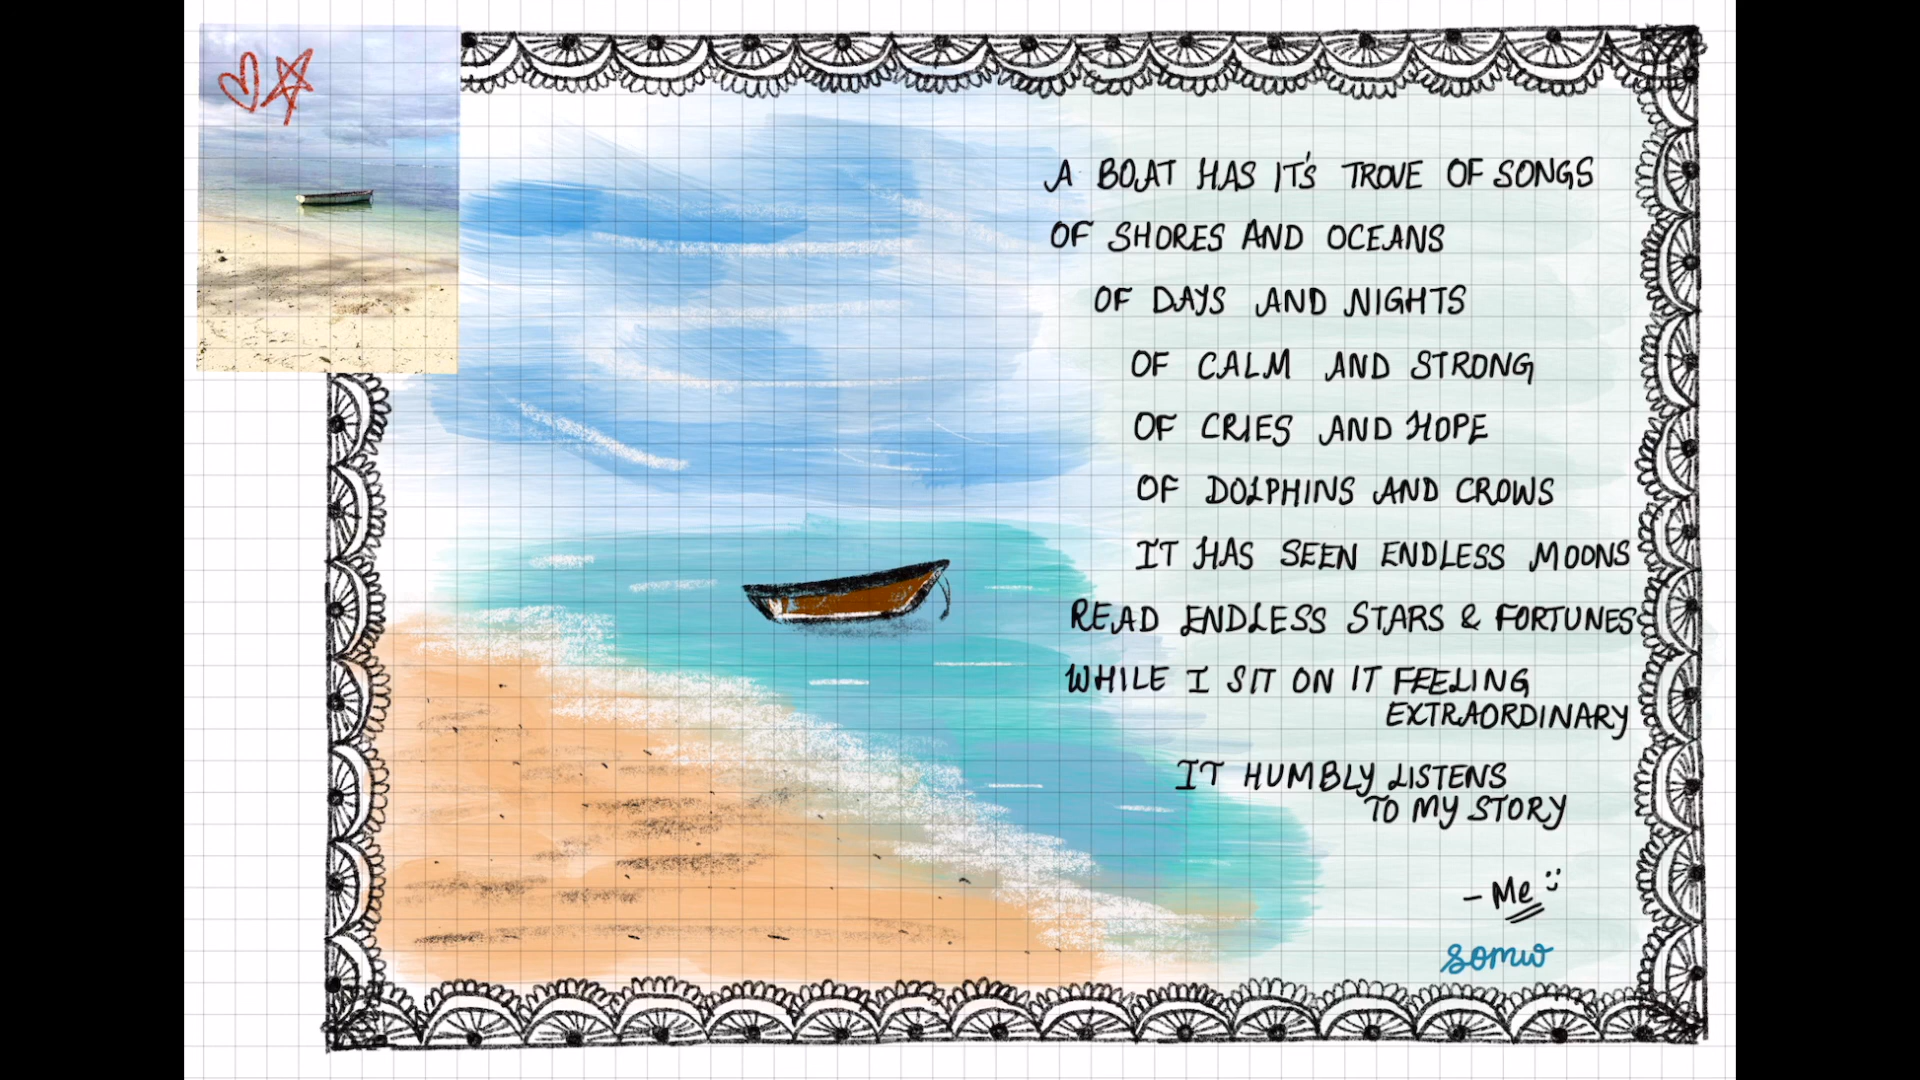 A BOAT HAS IT'S TROVE OF SONGS
OF SHORES AND OCEANS
OF DAYS AND NIGHTS
OF CALM AND STRONG
OF CRIES AND HOPE
OF DOLPHINS AND CROWS
IT HAS SEEN ENDLESS MOONS
READ ENDLESS STARS & FORTUNES
WHILE I SIT ON IT FEELING
EXTRAORDINARY
IT HUMBLY LISTENS
TO MY STORY
- Me
somw